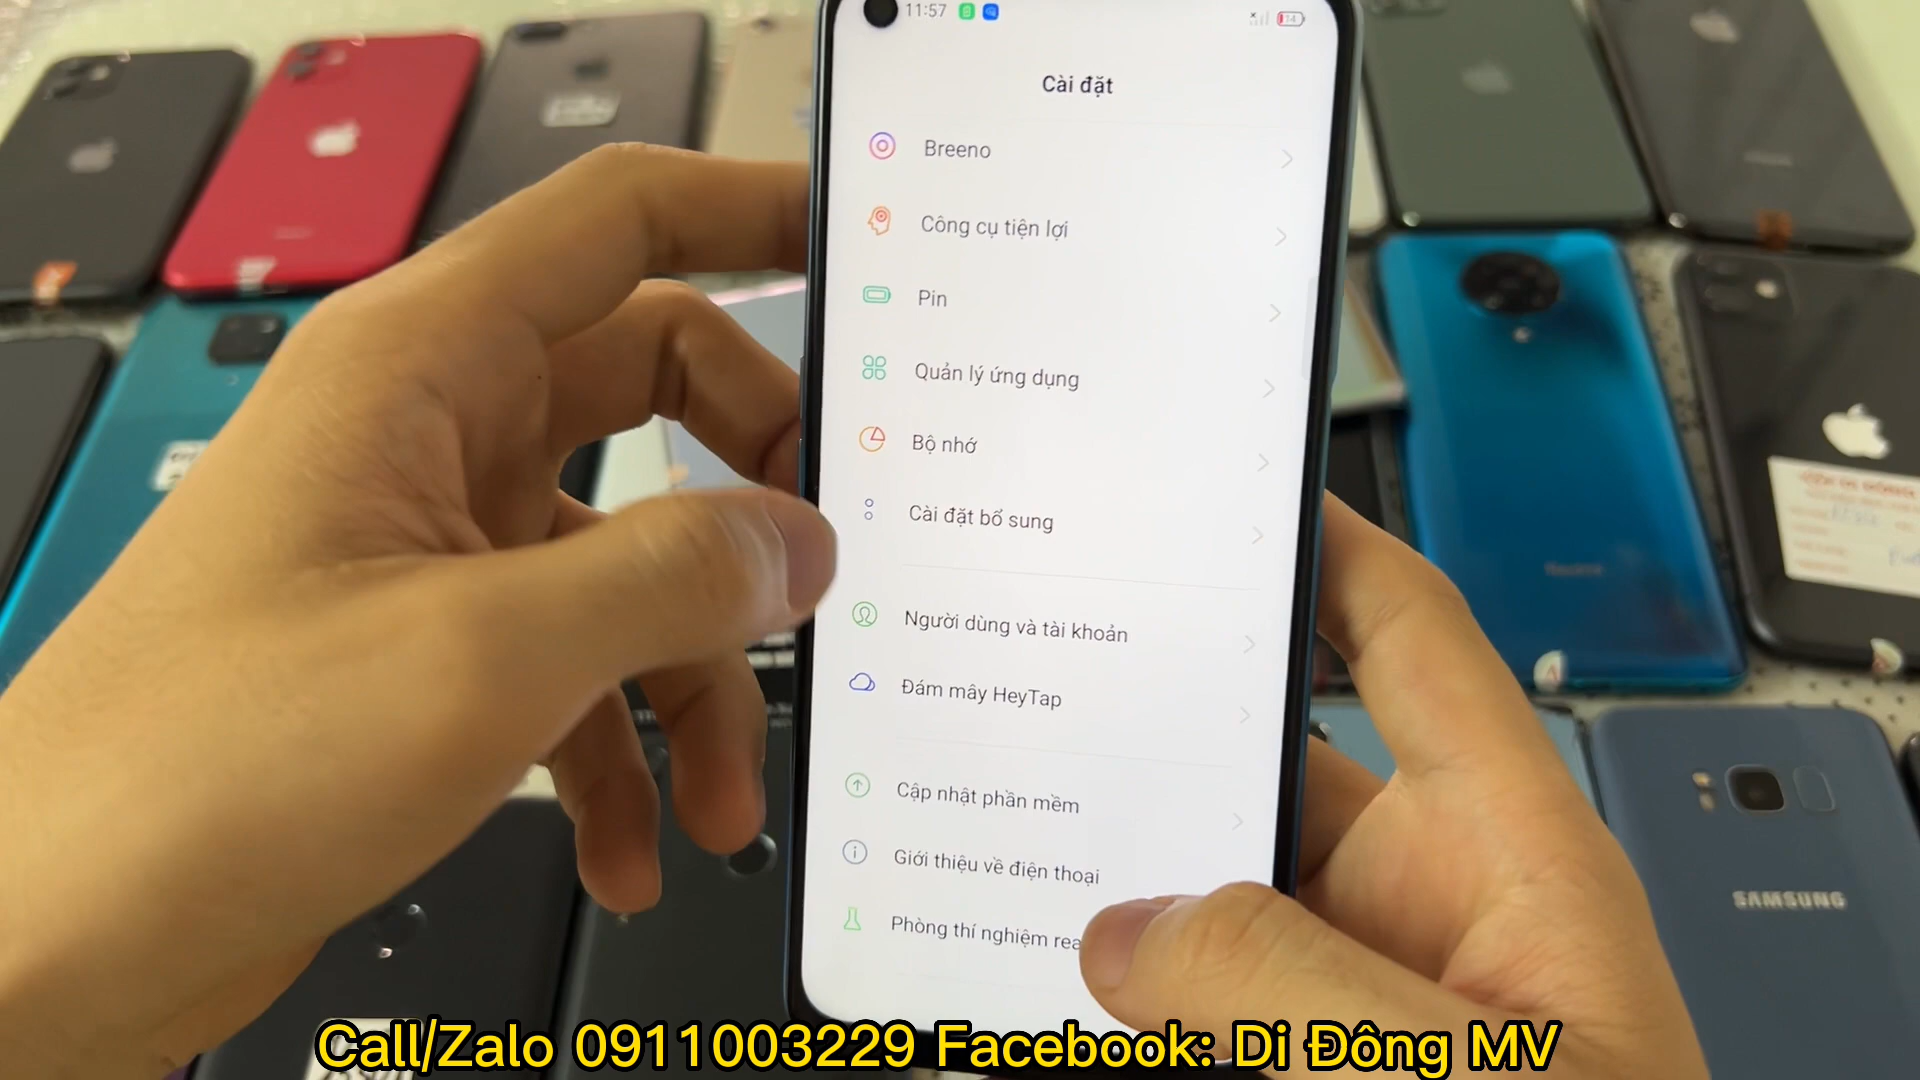 11:57
14
Cài đặt
Breeno
Công cụ tiện lợi
Pin
Quản lý ứng dụng
Bộ nhớ
Cài đặt bổ sung
Người dùng và tài khoản
Đám mây HeyTap
Cập nhật phần mềm
Giới thiệu về điện thoại
Phòng thí nghiệm rea
SAMSUNG
Call/Zalo 0911003229 Facebook: Di Đông MV